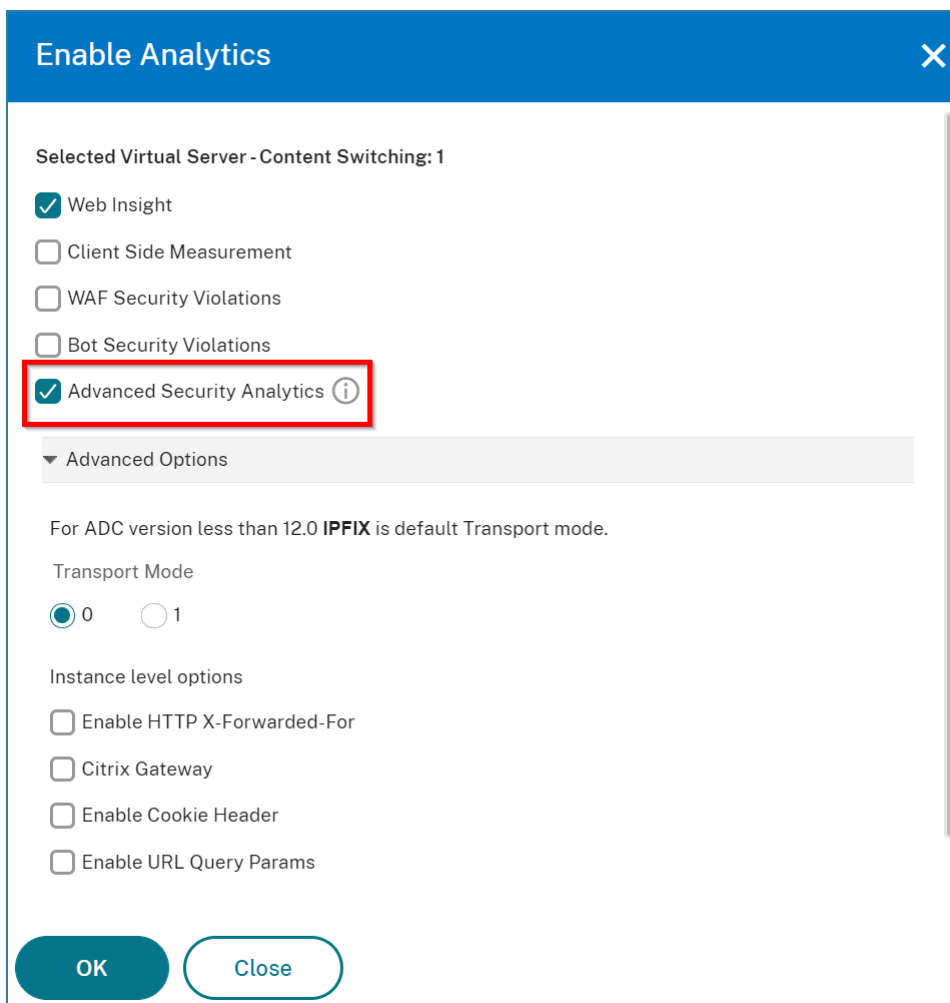 Enable Analytics
Selected Virtual Server - Content Switching: 1
Web Insight
Client Side Measurement
WAF Security Violations
Bot Security Violations
Advanced Security Analytics
Advanced Options
For ADC version less than 12.0 IPFIX is default Transport mode.
Transport Mode
0 1
Instance level options
Enable HTTP X-Forwarded-For
Citrix Gateway
Enable Cookie Header
Enable URL Query Params
OK Close